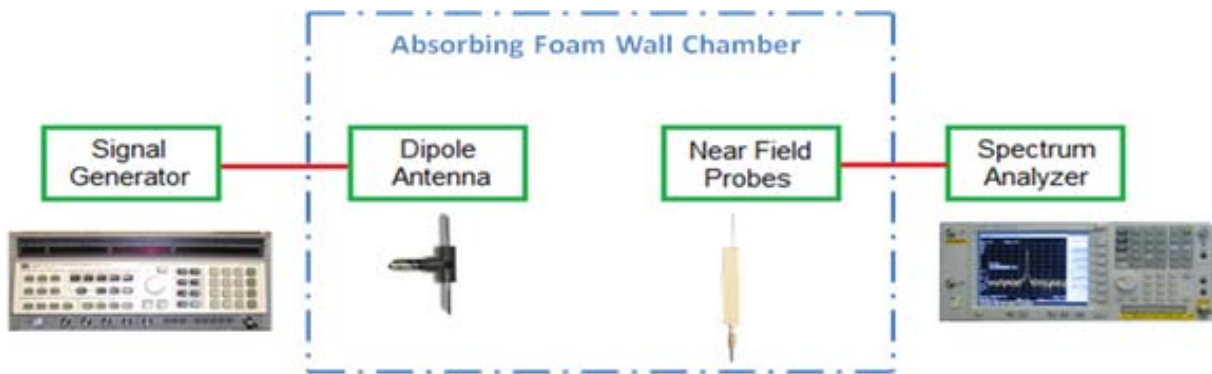 Absorbing Foam Wall Chamber
Signal
Generator
Dipole
Antenna
Near Field
Probes
Spectrum
Analyzer